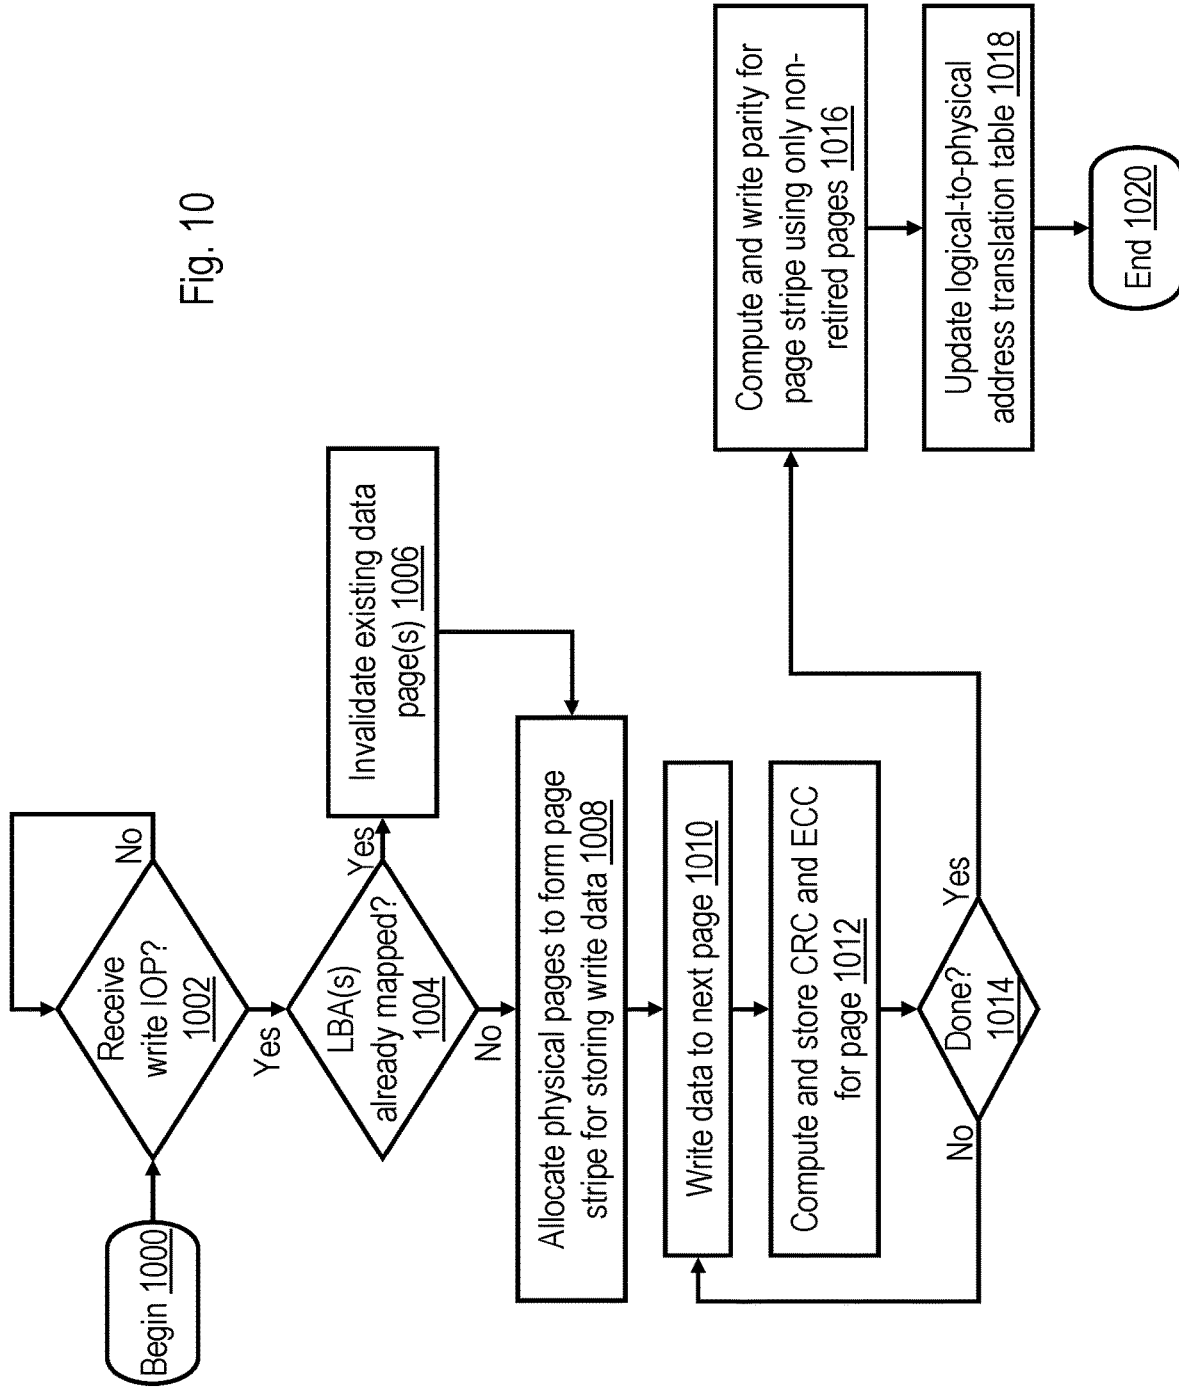 Fig. 10
Begin 1000
Receive
write IOP?
1002
No
Yes
LBA(s)
already mapped?
1004
Yes
No
Invalidate existing data
page(s) 1006
Allocate physical pages to form page
stripe for storing write data 1008
Write data to next page 1010
Compute and store CRC and ECC
for page 1012
Done?
1014
No
Yes
Compute and write parity for
page stripe using only non-
retired pages 1016
Update logical-to-physical
address translation table 1018
End 1020